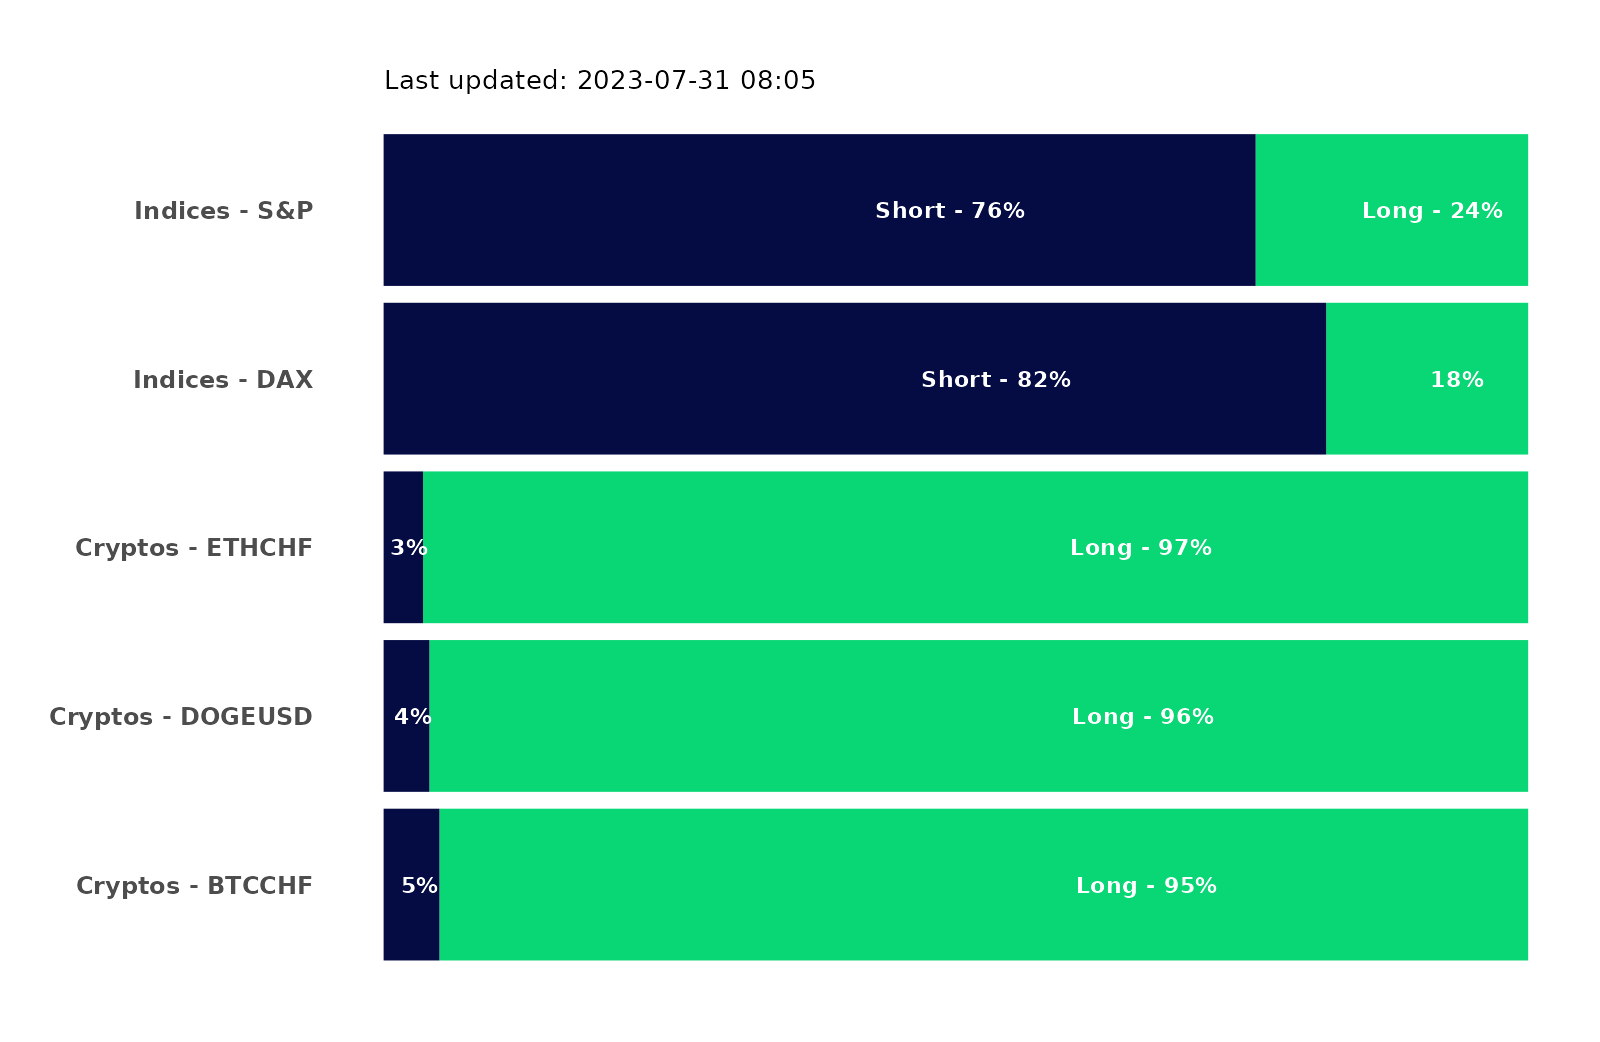 Last updated: 2023-07-31 08:05
Indices - S&P Short - 76% Long - 24%
Indices - DAX Short - 82% 18%
Cryptos - ETHCHF 3% Long - 97%
Cryptos - DOGEUSD 4% Long - 96%
Cryptos - BTCCHF 5% Long - 95%